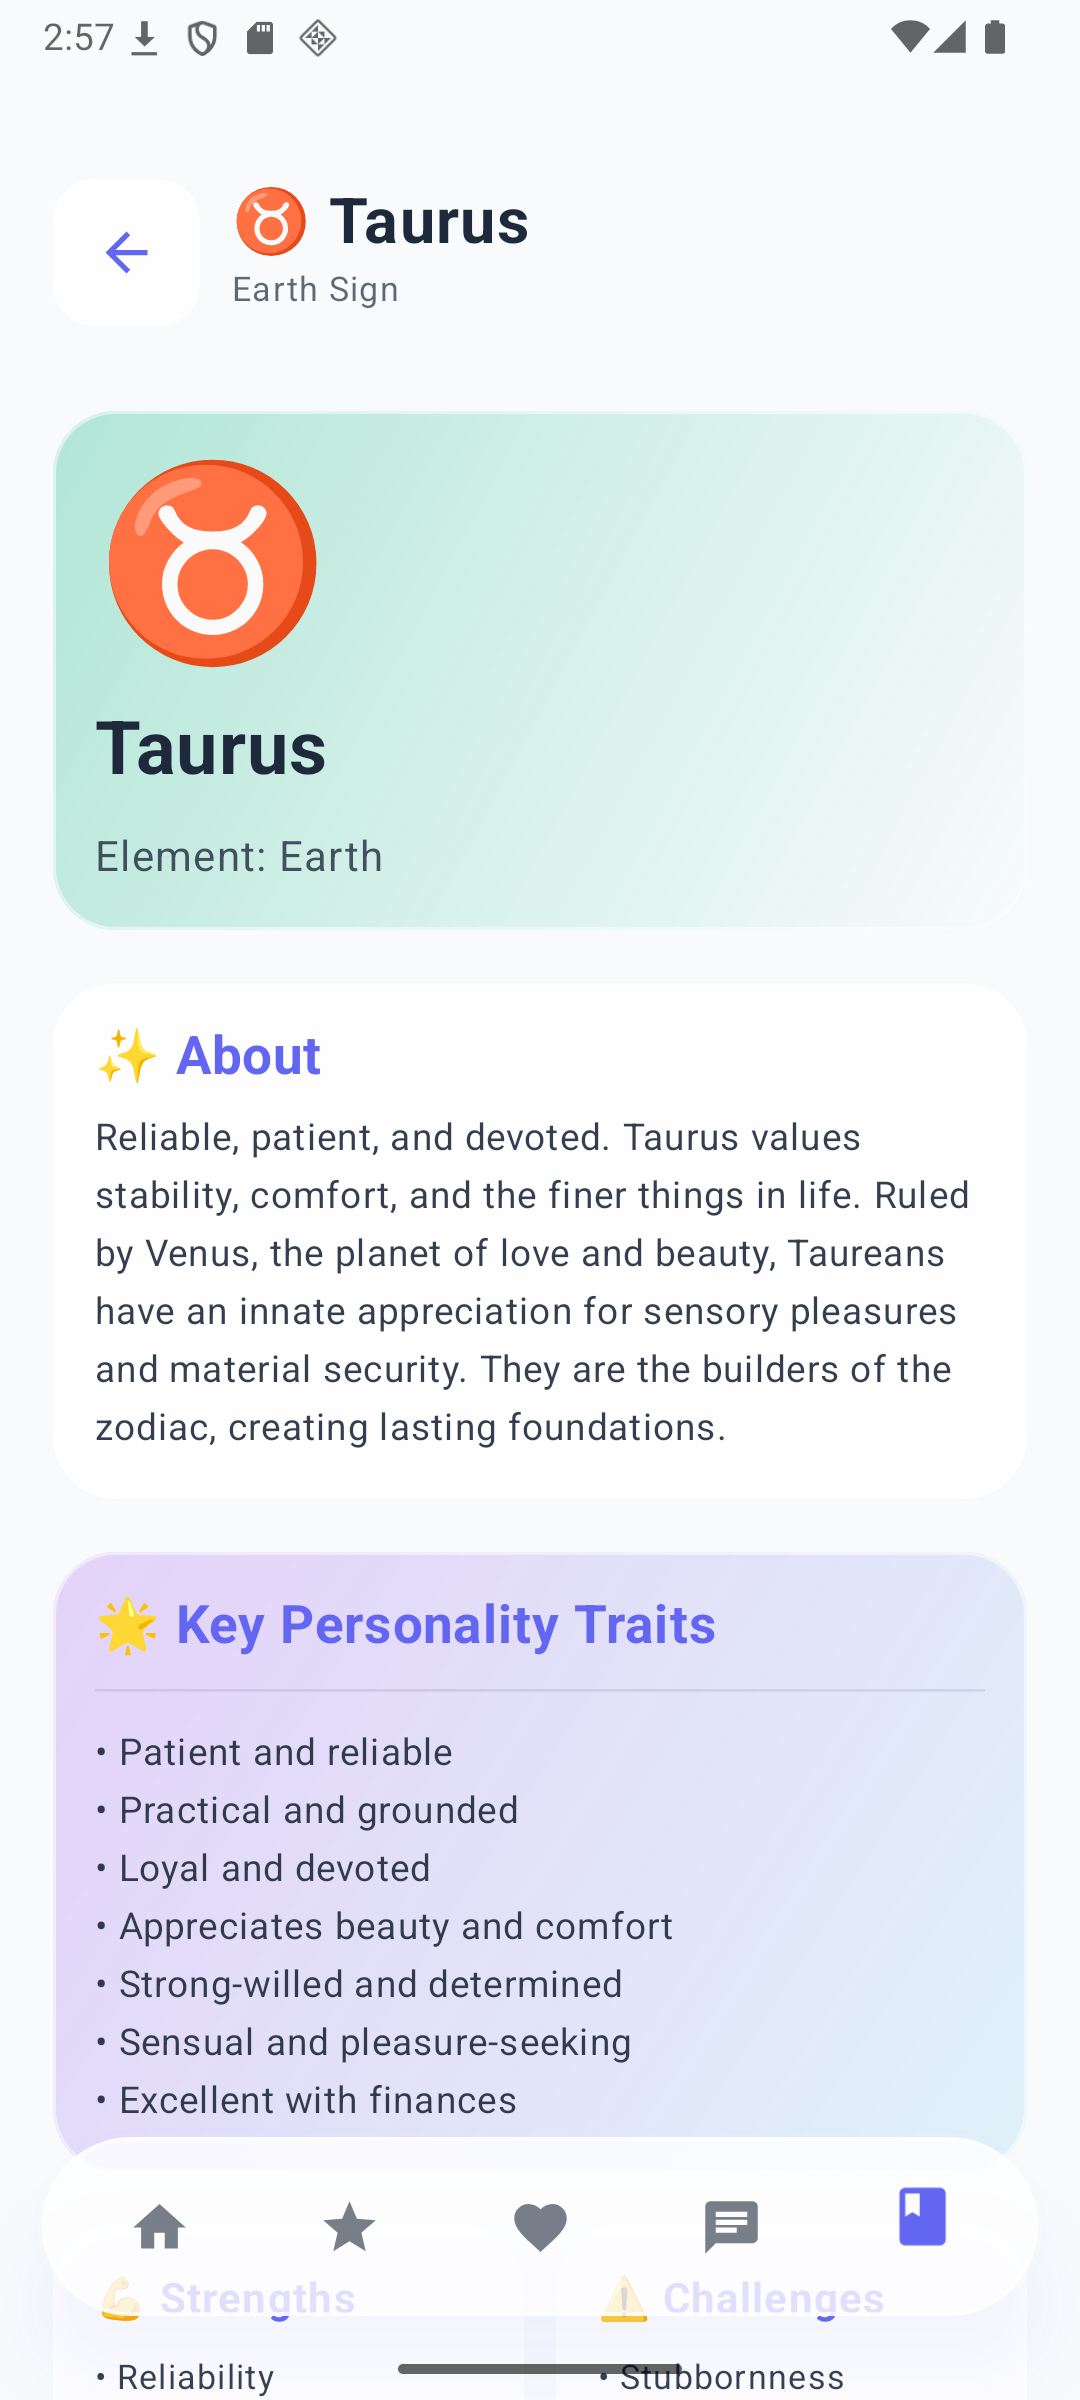 2:57
Taurus
Earth Sign
Taurus
Element: Earth
About
Reliable, patient, and devoted. Taurus values
stability, comfort, and the finer things in life. Ruled
by Venus, the planet of love and beauty, Taureans
have an innate appreciation for sensory pleasures
and material security. They are the builders of the
zodiac, creating lasting foundations.
Key Personality Traits
• Patient and reliable
• Practical and grounded
• Loyal and devoted
• Appreciates beauty and comfort
• Strong-willed and determined
• Sensual and pleasure-seeking
• Excellent with finances
Strengths
Challenges
• Reliability
• Stubbornness